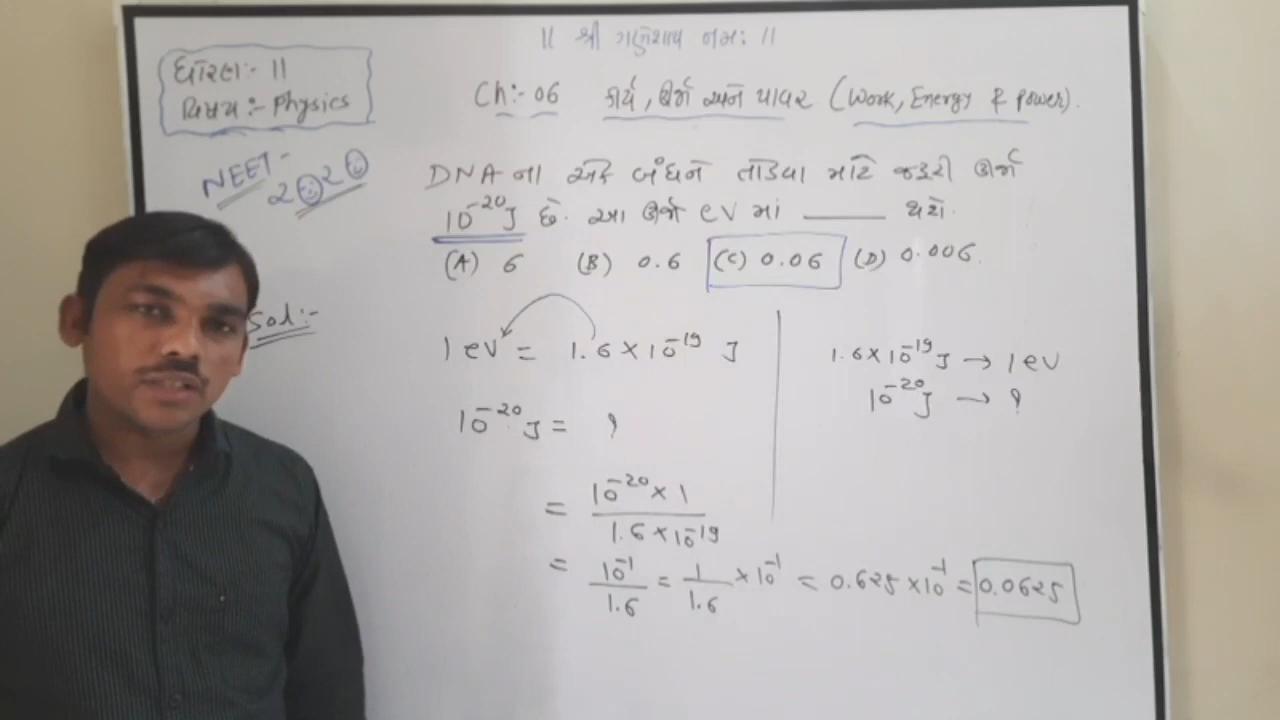 ॥ श्री गणेशाय नमः ॥
ધોરણ:- 11
વિષય:- Physics
Ch:- 06 કાર્ય, ઊર્જા અને પાવર (Work, Energy & Power).
NEET- 2020
DNA ના એક બંધને તોડવા માટે જરૂરી ઊર્જા
10⁻²⁰J છે. આ ઊર્જા eV માં ______ થશે.
(A) 6 (B) 0.6 (C) 0.06 (D) 0.006.
Sol:-
1 eV = 1.6 × 10⁻¹⁹ J
10⁻²⁰ J = ?
= 10⁻²⁰ × 1 / 1.6 × 10⁻¹⁹
= 10⁻¹ / 1.6 = 1 / 1.6 × 10⁻¹ = 0.625 × 10⁻¹ = 0.0625
1.6 × 10⁻¹⁹ J → 1 eV
10⁻²⁰ J → ?